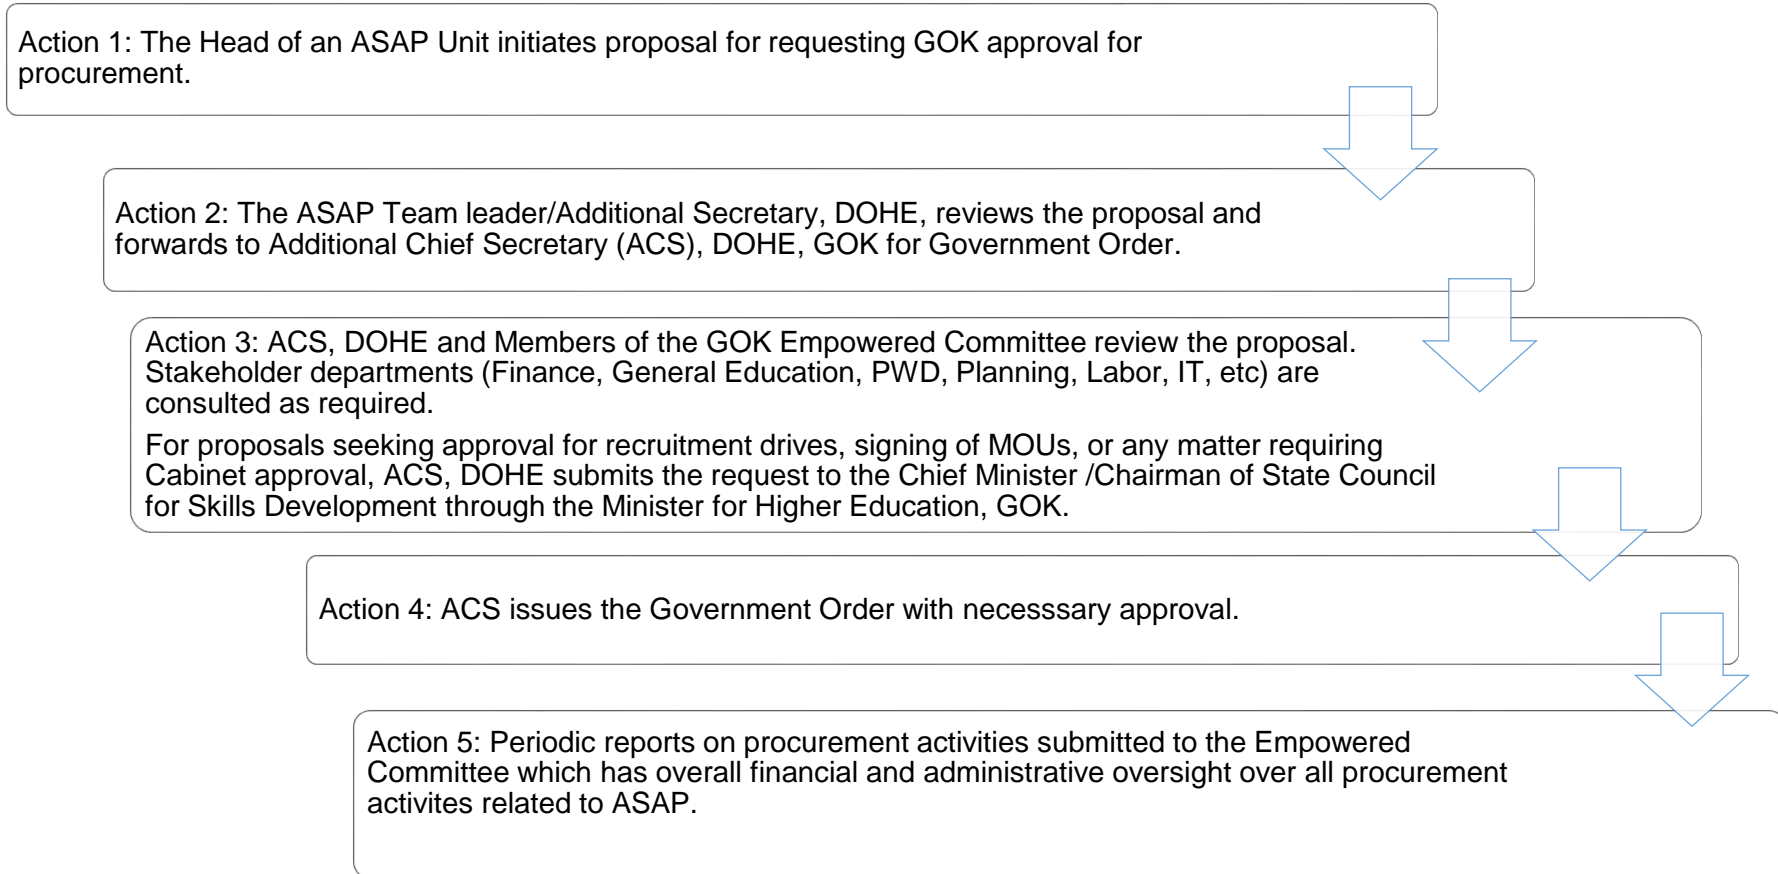 Action 1: The Head of an ASAP Unit initiates proposal for requesting GOK approval for
procurement.
Action 2: The ASAP Team leader/Additional Secretary, DOHE, reviews the proposal and
forwards to Additional Chief Secretary (ACS), DOHE, GOK for Government Order.
Action 3: ACS, DOHE and Members of the GOK Empowered Committee review the proposal.
Stakeholder departments (Finance, General Education, PWD, Planning, Labor, IT, etc) are
consulted as required.
For proposals seeking approval for recruitment drives, signing of MOUs, or any matter requiring
Cabinet approval, ACS, DOHE submits the request to the Chief Minister /Chairman of State Council
for Skills Development through the Minister for Higher Education, GOK.
Action 4: ACS issues the Government Order with necesssary approval.
Action 5: Periodic reports on procurement activities submitted to the Empowered
Committee which has overall financial and administrative oversight over all procurement
activites related to ASAP.